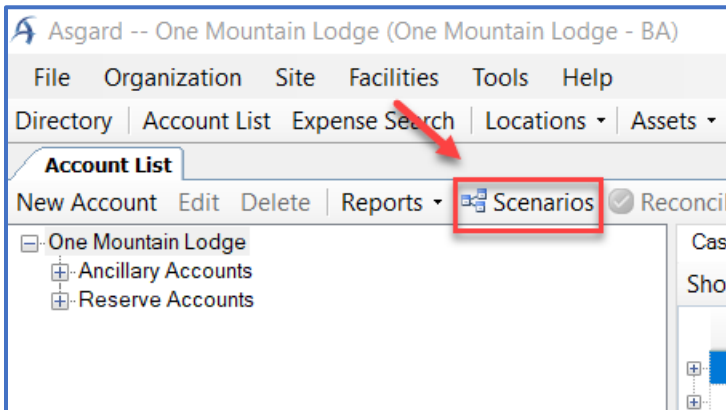 Asgard -- One Mountain Lodge (One Mountain Lodge - BA)
File Organization Site Facilities Tools Help
Directory Account List Expense Search Locations Assets
Account List
New Account Edit Delete Reports Scenarios
One Mountain Lodge
Ancillary Accounts
Reserve Accounts